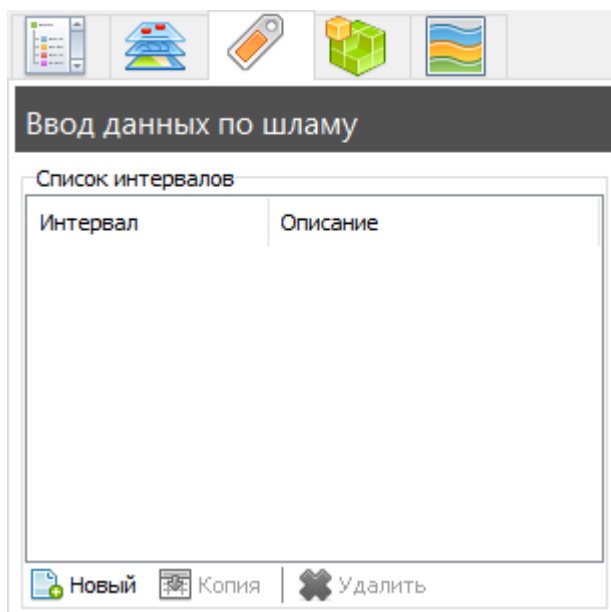 Ввод данных по шламу
Список интервалов
Интервал Описание
Новый Копия Удалить